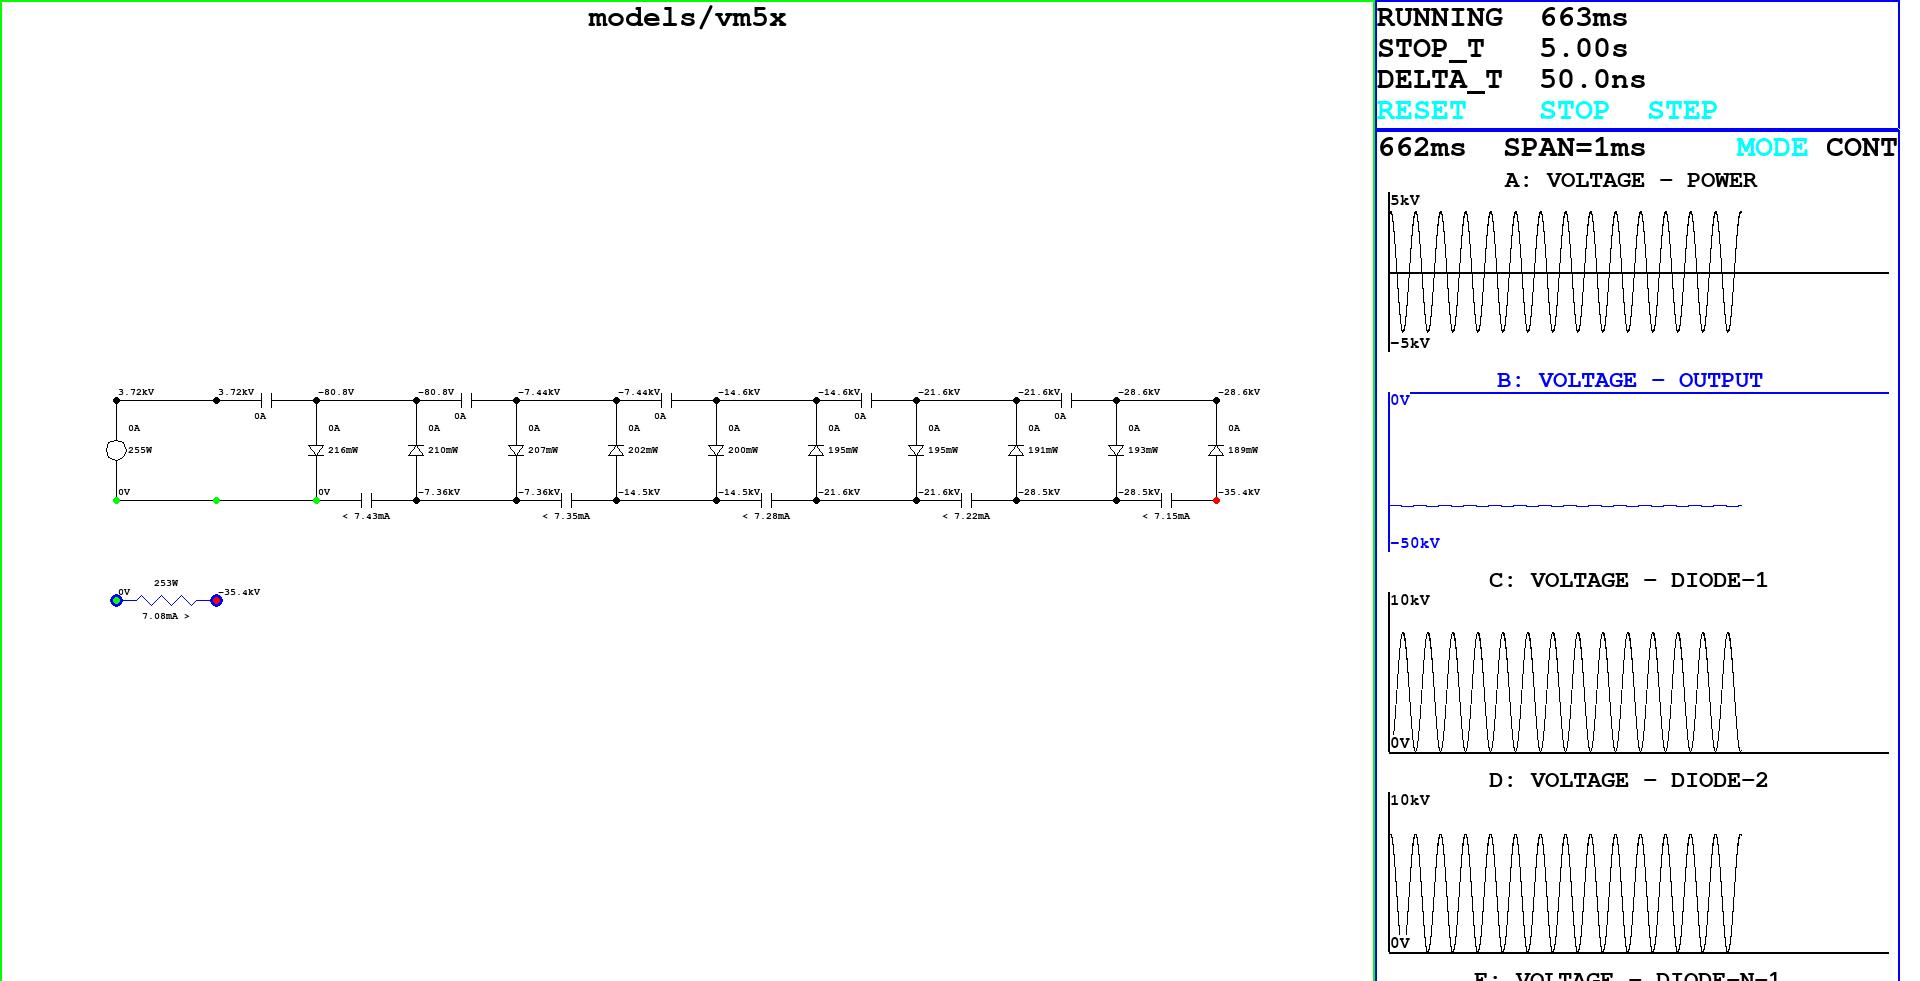 models/vm5x
3.72kV 3.72kV -80.8V -80.8V -7.44kV -7.44kV -14.6kV -14.6kV -21.6kV -21.6kV -28.6kV -28.6kV
0A 0A 0A 0A 0A
0A 0A 0A 0A 0A 0A 0A 0A 0A 0A 0A
255W 216mW 210mW 207mW 202mW 200mW 195mW 195mW 191mW 193mW 189mW
0V 0V -7.36kV -7.36kV -14.5kV -14.5kV -21.6kV -21.6kV -28.5kV -28.5kV -35.4kV
< 7.43mA < 7.35mA < 7.28mA < 7.22mA < 7.15mA
253W
0V -35.4kV
7.08mA >
RUNNING 663ms
STOP_T 5.00s
DELTA_T 50.0ns
RESET STOP STEP
662ms SPAN=1ms MODE CONT
A: VOLTAGE - POWER
5kV
-5kV
B: VOLTAGE - OUTPUT
0V
-50kV
C: VOLTAGE - DIODE-1
10kV
0V
D: VOLTAGE - DIODE-2
10kV
0V
E: VOLTAGE - DIODE-N-1